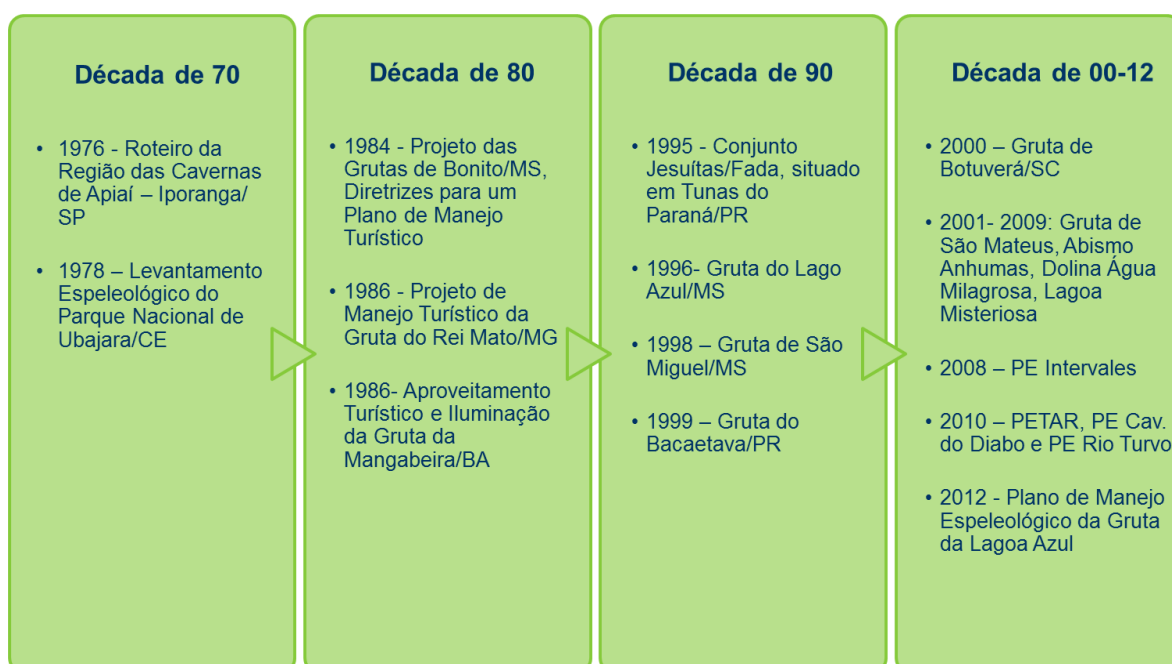 Década de 70
• 1976 - Roteiro da
Região das Cavernas
de Apiaí – Iporanga/
SP
• 1978 – Levantamento
Espeleológico do
Parque Nacional de
Ubajara/CE
Década de 80
• 1984 - Projeto das
Grutas de Bonito/MS,
Diretrizes para um
Plano de Manejo
Turístico
• 1986 - Projeto de
Manejo Turístico da
Gruta do Rei Mato/MG
• 1986- Aproveitamento
Turístico e Iluminação
da Gruta da
Mangabeira/BA
Década de 90
• 1995 - Conjunto
Jesuítas/Fada, situado
em Tunas do
Paraná/PR
• 1996- Gruta do Lago
Azul/MS
• 1998 – Gruta de São
Miguel/MS
• 1999 – Gruta do
Bacaetava/PR
Década de 00-12
• 2000 – Gruta de
Botuverá/SC
• 2001- 2009: Gruta de
São Mateus, Abismo
Anhumas, Dolina Água
Milagrosa, Lagoa
Misteriosa
• 2008 – PE Intervales
• 2010 – PETAR, PE Cav.
do Diabo e PE Rio Turvo
• 2012 - Plano de Manejo
Espeleológico da Gruta
da Lagoa Azul